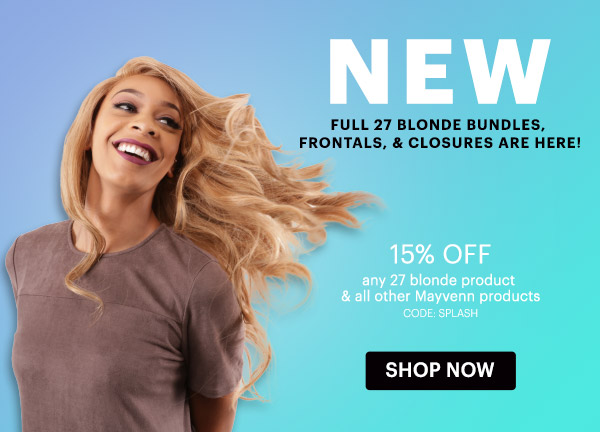 NEW
FULL 27 BLONDE BUNDLES,
FRONTALS, & CLOSURES ARE HERE!
15% OFF
any 27 blonde product
& all other Mayvenn products
CODE: SPLASH
SHOP NOW